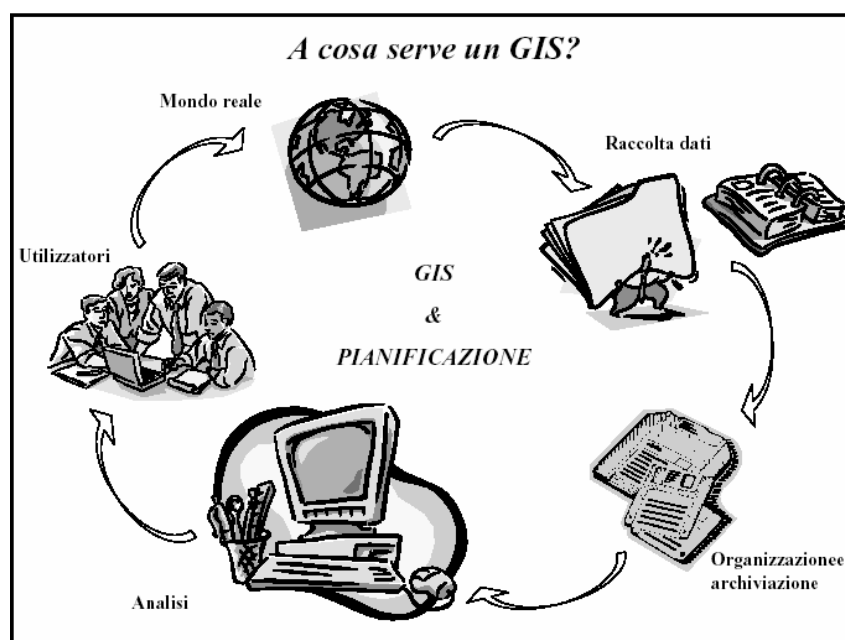 A cosa serve un GIS?
Mondo reale
Raccolta dati
Utilizzatori
GIS
&
PIANIFICAZIONE
Organizzazionee
archiviazione
Analisi